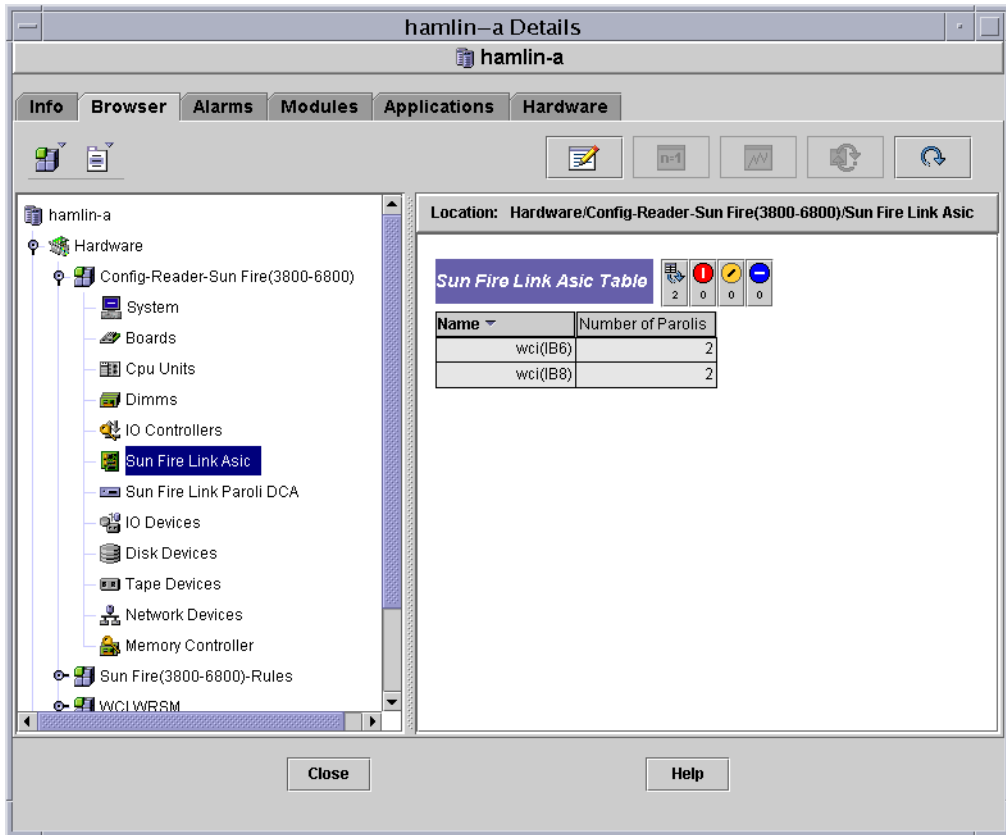 hamlin–a Details
hamlin-a
Info Browser Alarms Modules Applications Hardware
n=1
hamlin-a
Hardware
Config-Reader-Sun Fire(3800-6800)
System
Boards
Cpu Units
Dimms
IO Controllers
Sun Fire Link Asic
Sun Fire Link Paroli DCA
IO Devices
Disk Devices
Tape Devices
Network Devices
Memory Controller
Sun Fire(3800-6800)-Rules
WCI WRSM
Location: Hardware/Config-Reader-Sun Fire(3800-6800)/Sun Fire Link Asic
Sun Fire Link Asic Table 2 0 0 0
Name Number of Parolis
wci(IB6) 2
wci(IB8) 2
Close Help